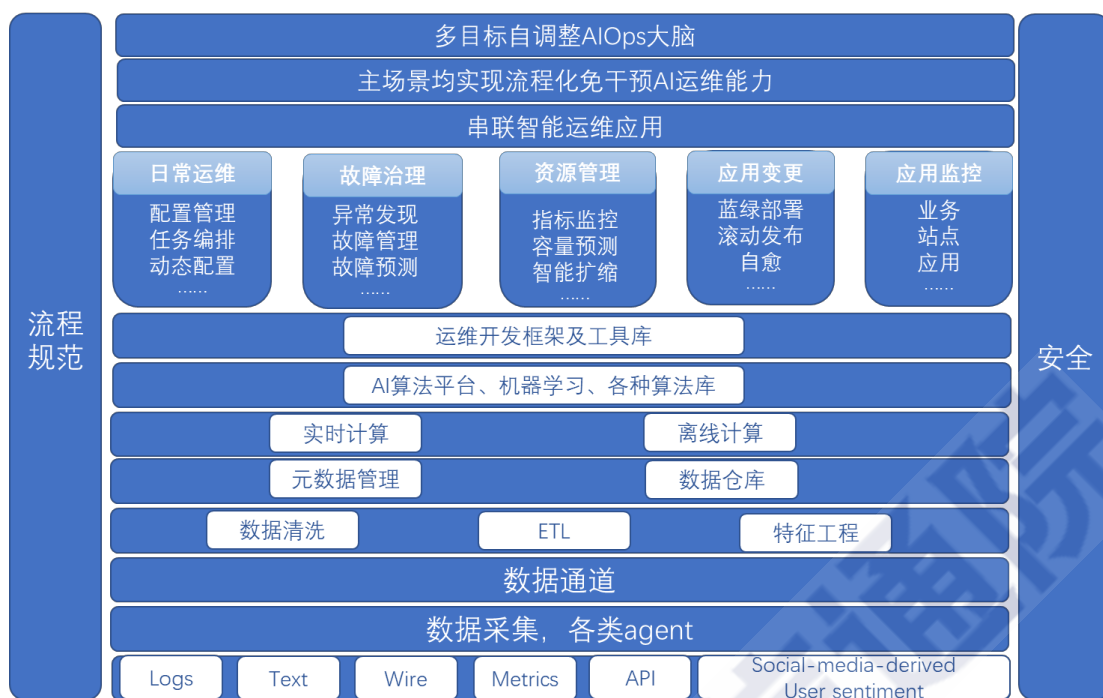 多目标自调整AIOps大脑
主场景均实现流程化免干预AI运维能力
串联智能运维应用
日常运维
配置管理
任务编排
动态配置
……
故障治理
异常发现
故障管理
故障预测
……
资源管理
指标监控
容量预测
智能扩缩
……
应用变更
蓝绿部署
滚动发布
自愈
……
应用监控
业务
站点
应用
……
流程
规范
安全
运维开发框架及工具库
AI算法平台、机器学习、各种算法库
实时计算
离线计算
元数据管理
数据仓库
数据清洗
ETL
特征工程
数据通道
数据采集，各类agent
Logs
Text
Wire
Metrics
API
Social-media-derived
User sentiment
通院